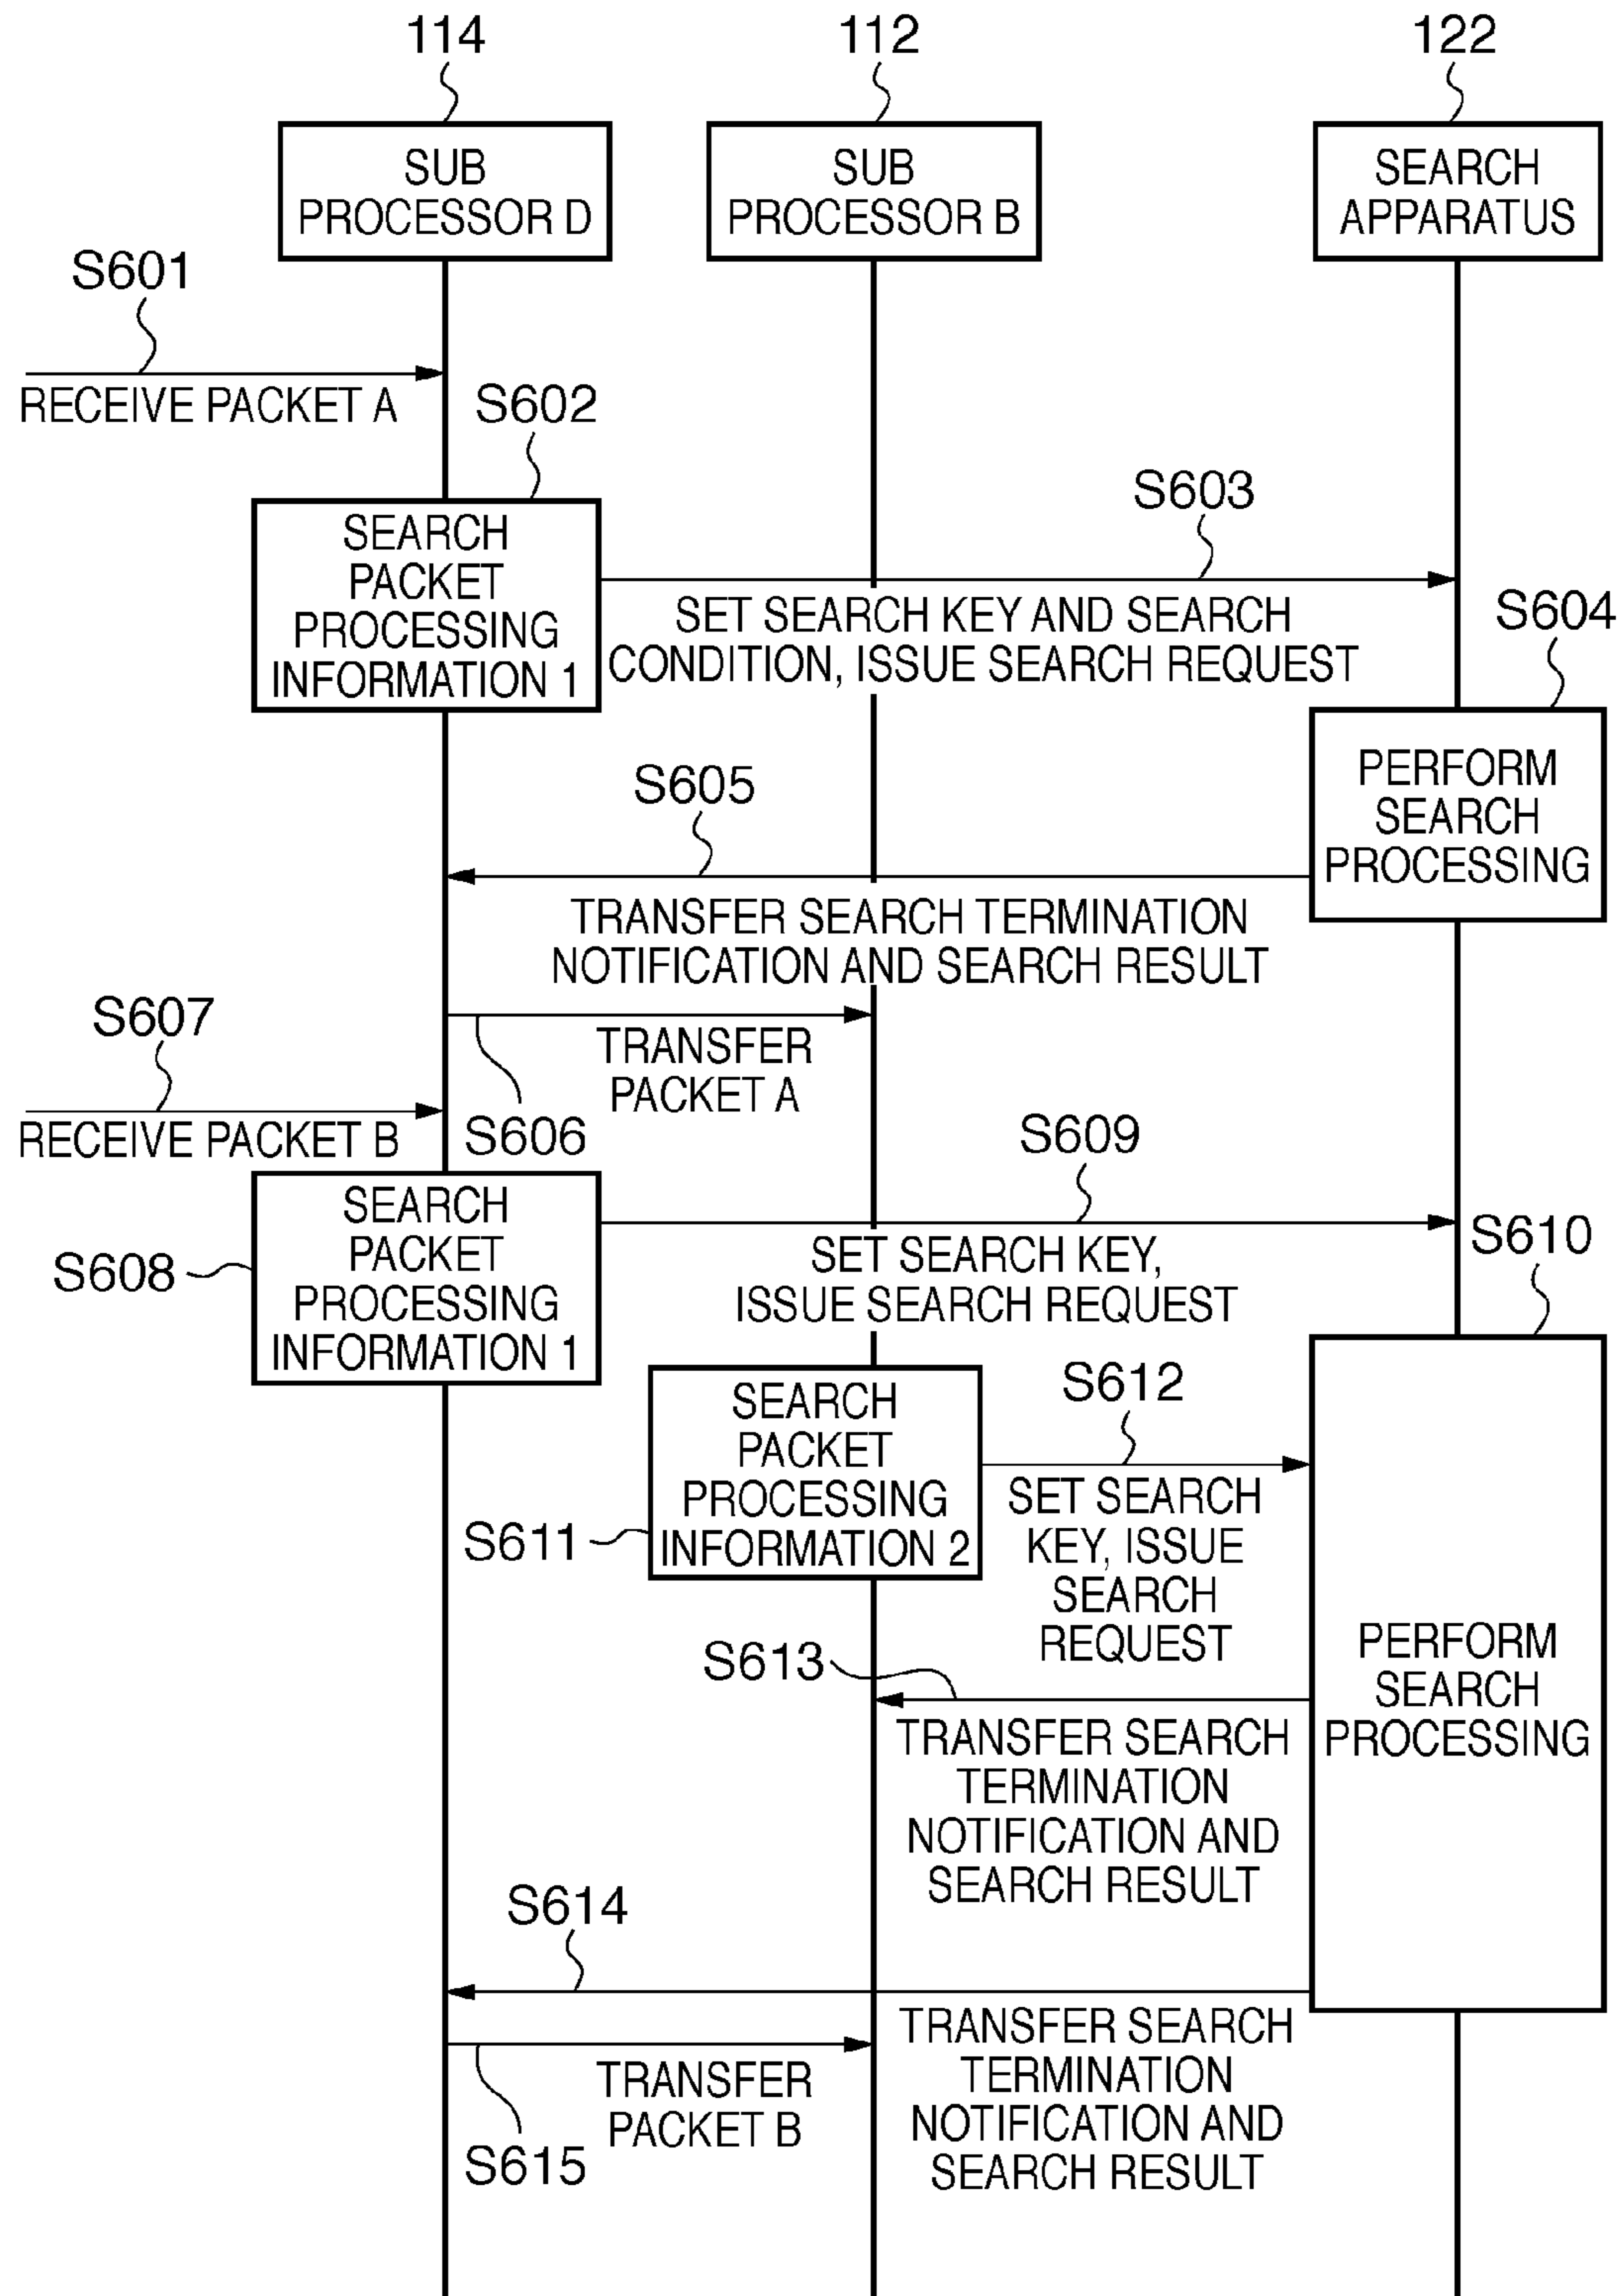 114
112
122
SUB
PROCESSOR D
SUB
PROCESSOR B
SEARCH
APPARATUS
S601
RECEIVE PACKET A
S602
SEARCH
PACKET
PROCESSING
INFORMATION 1
S603
SET SEARCH KEY AND SEARCH
CONDITION, ISSUE SEARCH REQUEST
S604
PERFORM
SEARCH
PROCESSING
S605
TRANSFER SEARCH TERMINATION
NOTIFICATION AND SEARCH RESULT
S607
RECEIVE PACKET B
TRANSFER
PACKET A
S606
S608
SEARCH
PACKET
PROCESSING
INFORMATION 1
S609
SET SEARCH KEY,
ISSUE SEARCH REQUEST
S610
S611
SEARCH
PACKET
PROCESSING
INFORMATION 2
S612
SET SEARCH
KEY, ISSUE
SEARCH
REQUEST
PERFORM
SEARCH
PROCESSING
S613
TRANSFER SEARCH
TERMINATION
NOTIFICATION AND
SEARCH RESULT
S614
TRANSFER SEARCH
TERMINATION
NOTIFICATION AND
SEARCH RESULT
TRANSFER
PACKET B
S615